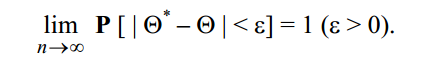 lim P [ | Θ* – Θ | < ε] = 1 (ε > 0).
n→∞